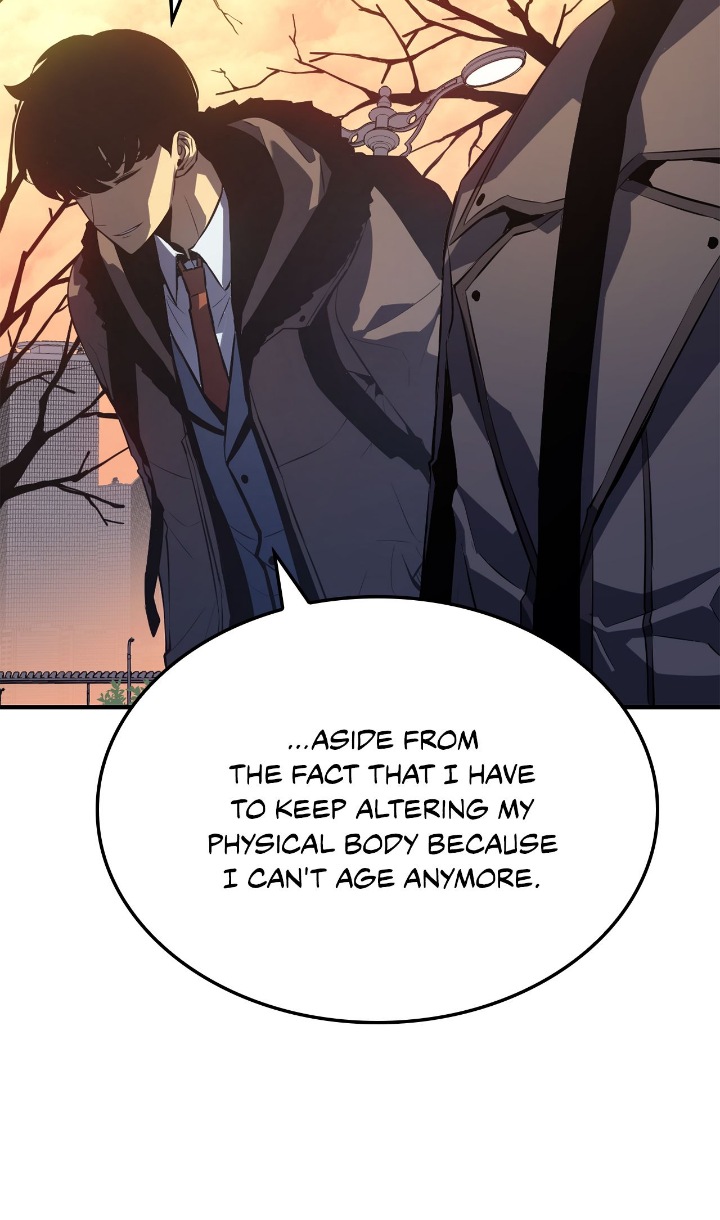 ...ASIDE FROM
THE FACT THAT I HAVE
TO KEEP ALTERING MY
PHYSICAL BODY BECAUSE
I CAN'T AGE ANYMORE.